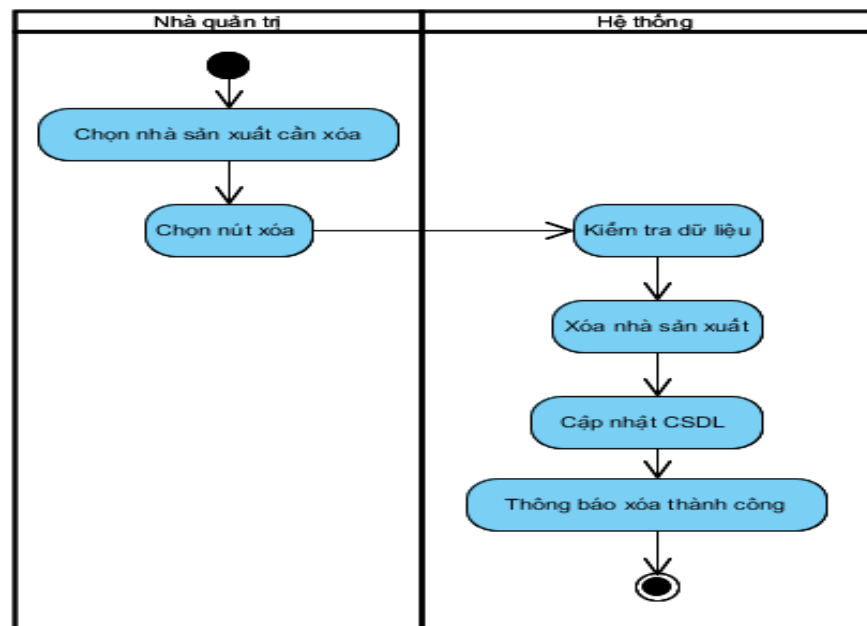 Nhà quản trị
Hệ thống
Chọn nhà sản xuất cần xóa
Chọn nút xóa
Kiểm tra dữ liệu
Xóa nhà sản xuất
Cập nhật CSDL
Thông báo xóa thành công